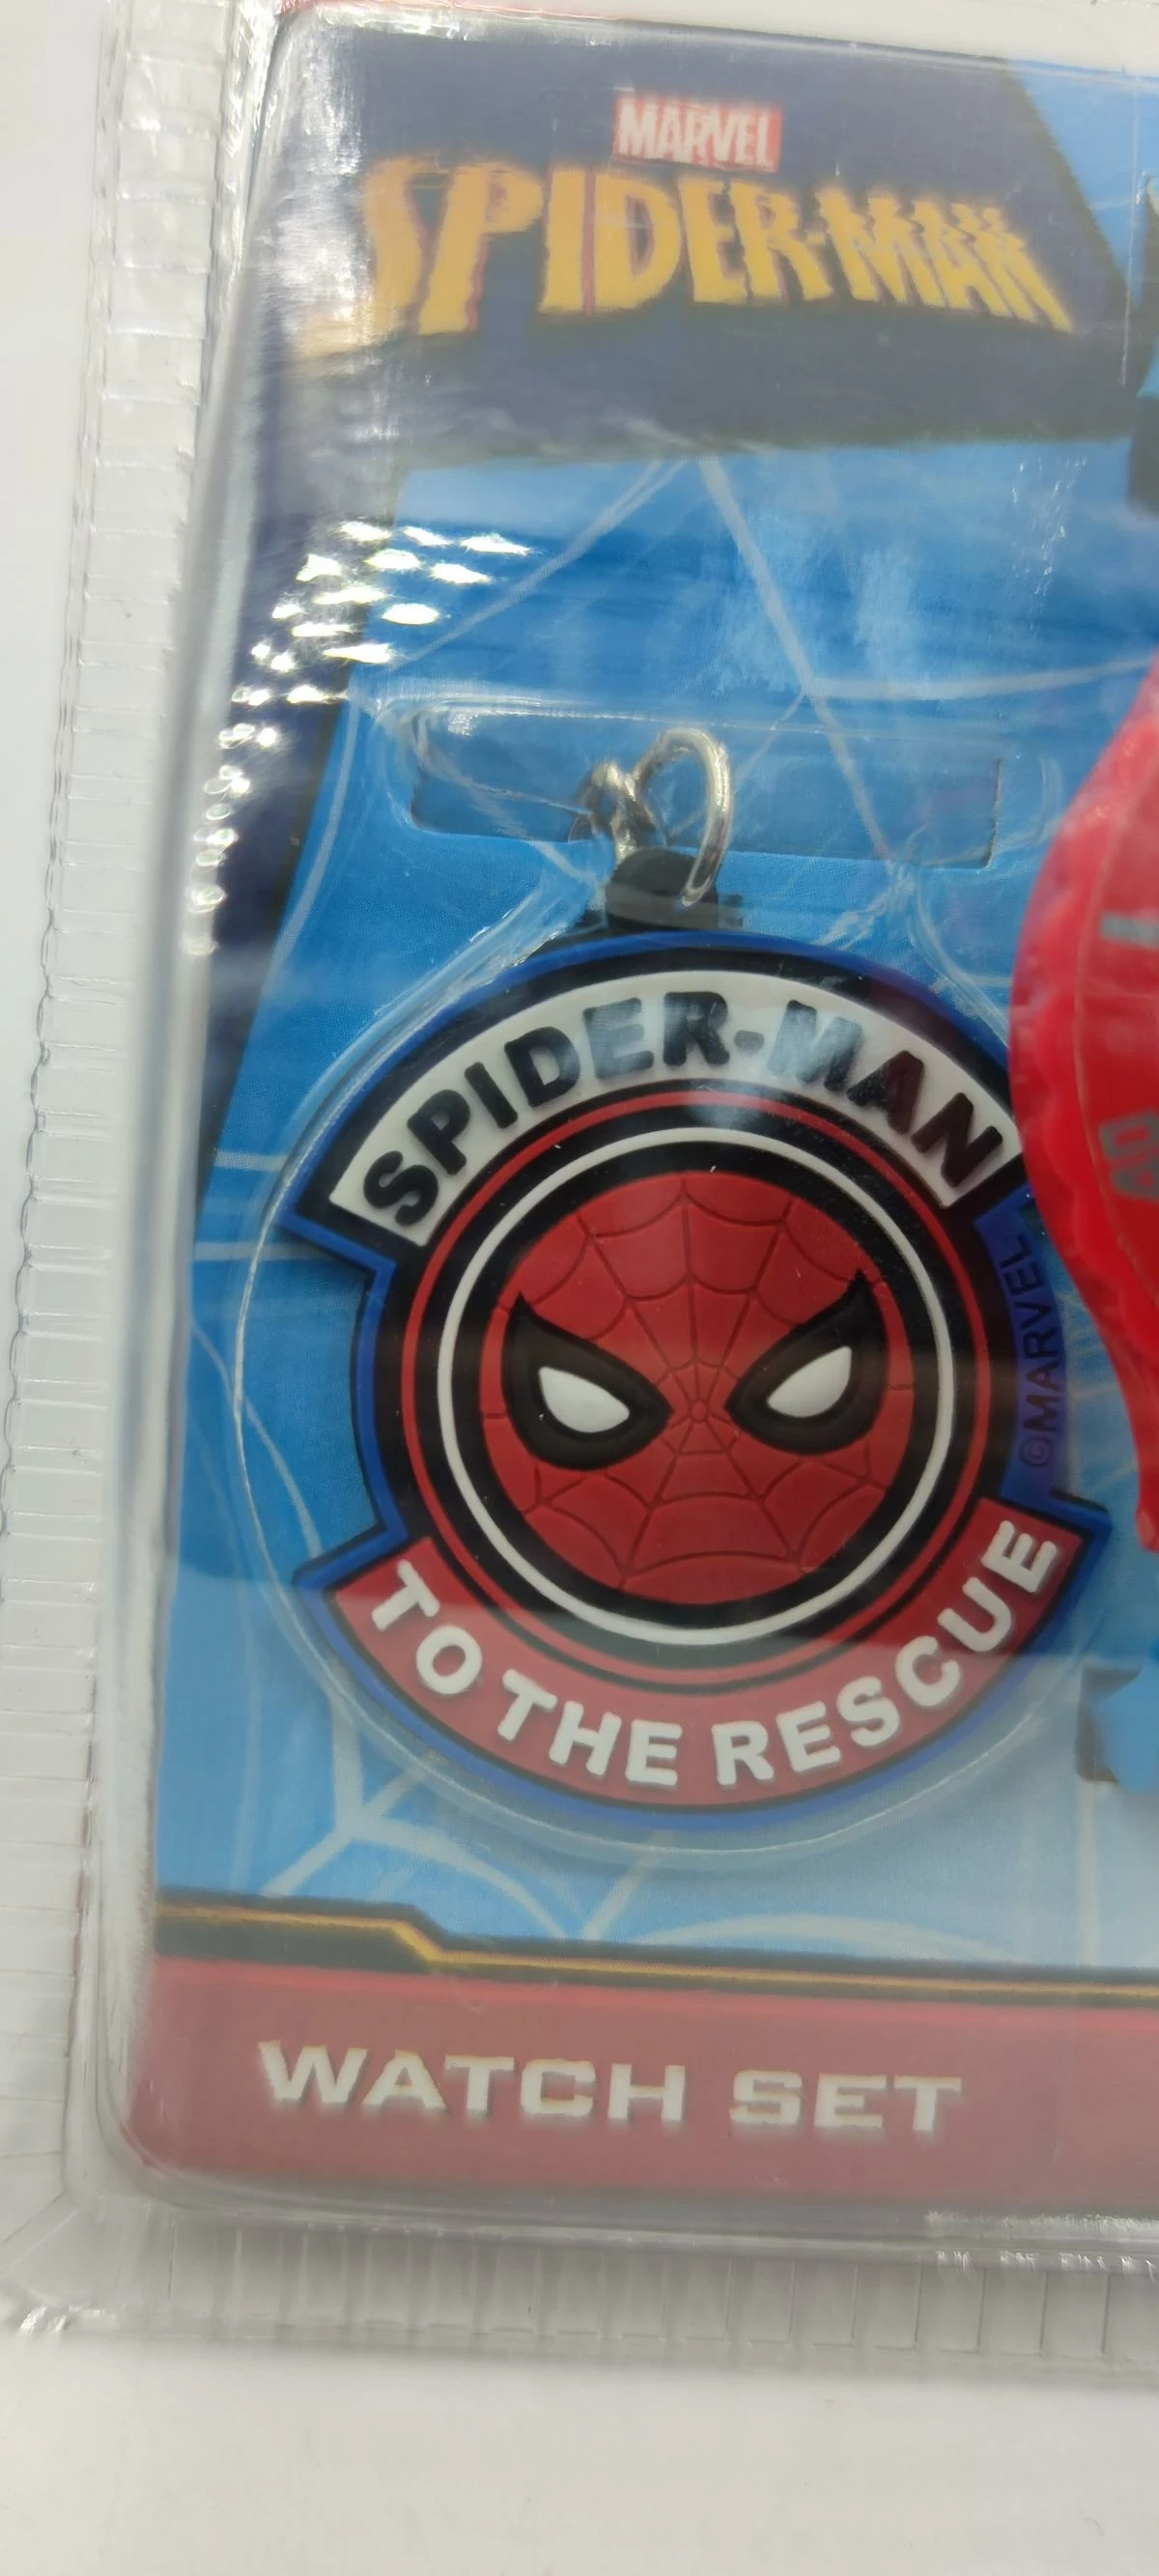 MARVEL
SPIDER-MAN
SPIDER-MAN
©MARVEL
TO THE RESCUE
WATCH SET